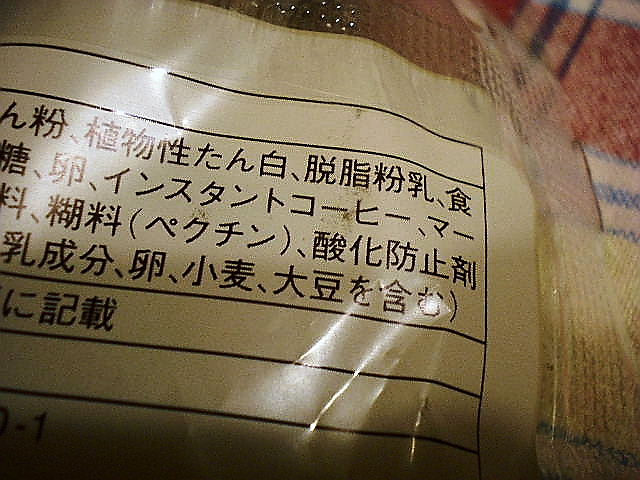 ん粉、植物性たん白、脱脂粉乳、食
糖、卵、インスタントコーヒー、マー
料、糊料(ペクチン)、酸化防止剤
乳成分、卵、小麦、大豆を含む)
に記載
0-1